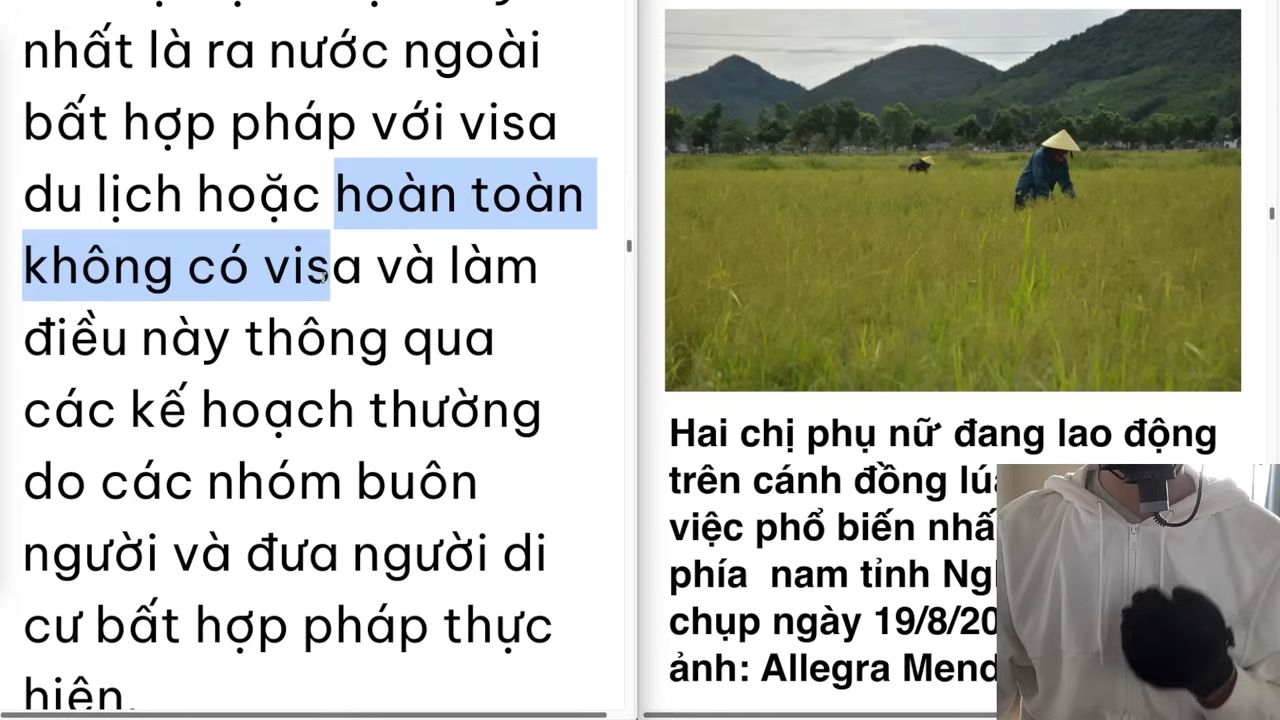 nhất là ra nước ngoài
bất hợp pháp với visa
du lịch hoặc hoàn toàn
không có visa và làm
điều này thông qua
các kế hoạch thường
do các nhóm buôn
người và đưa người di
cư bất hợp pháp thực
hiện.
Hai chị phụ nữ đang lao động
trên cánh đồng
việc phổ biến
phía nam tỉnh
chụp ngày
ảnh: Allegra